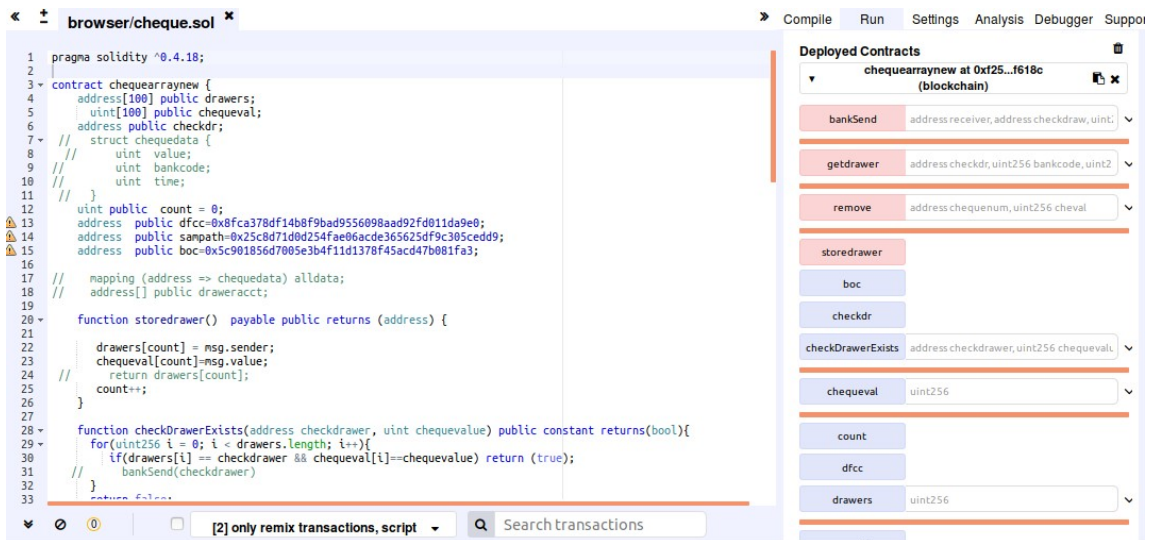 browser/cheque.sol
Compile Run Settings Analysis Debugger Suppor
1 pragma solidity ^0.4.18;
2
3 contract chequearraynew {
4 address[100] public drawers;
5 uint[100] public chequeval;
6 address public checkdr;
7 // struct chequedata {
8 // uint value;
9 // uint bankcode;
10 // uint time;
11 // }
12 uint public count = 0;
13 address public dfcc=0x8fca378df14b8f9bad9556098aad92fd011da9e0;
14 address public sampath=0x25c8d71d0d254fae06acde365625df9c305cedd9;
15 address public boc=0x5c901856d7005e3b4f11d1378f45acd47b081fa3;
16
17 // mapping (address => chequedata) alldata;
18 // address[] public draweracct;
19
20 function storedrawer() payable public returns (address) {
21
22 drawers[count] = msg.sender;
23 chequeval[count]=msg.value;
24 // return drawers[count];
25 count++;
26 }
27
28 function checkDrawerExists(address checkdrawer, uint chequevalue) public constant returns(bool){
29 for(uint256 i = 0; i < drawers.length; i++){
30 if(drawers[i] == checkdrawer && chequeval[i]==chequevalue) return (true);
31 // bankSend(checkdrawer)
32 }
33 return false;
0
[2] only remix transactions, script
Search transactions
Deployed Contracts
chequearraynew at 0xf25...f618c
(blockchain)
bankSend address receiver, address checkdraw, uint2
getdrawer address checkdr, uint256 bankcode, uint2
remove address chequenum, uint256 cheval
storedrawer
boc
checkdr
checkDrawerExists address checkdrawer, uint256 chequevalu
chequeval uint256
count
dfcc
drawers uint256